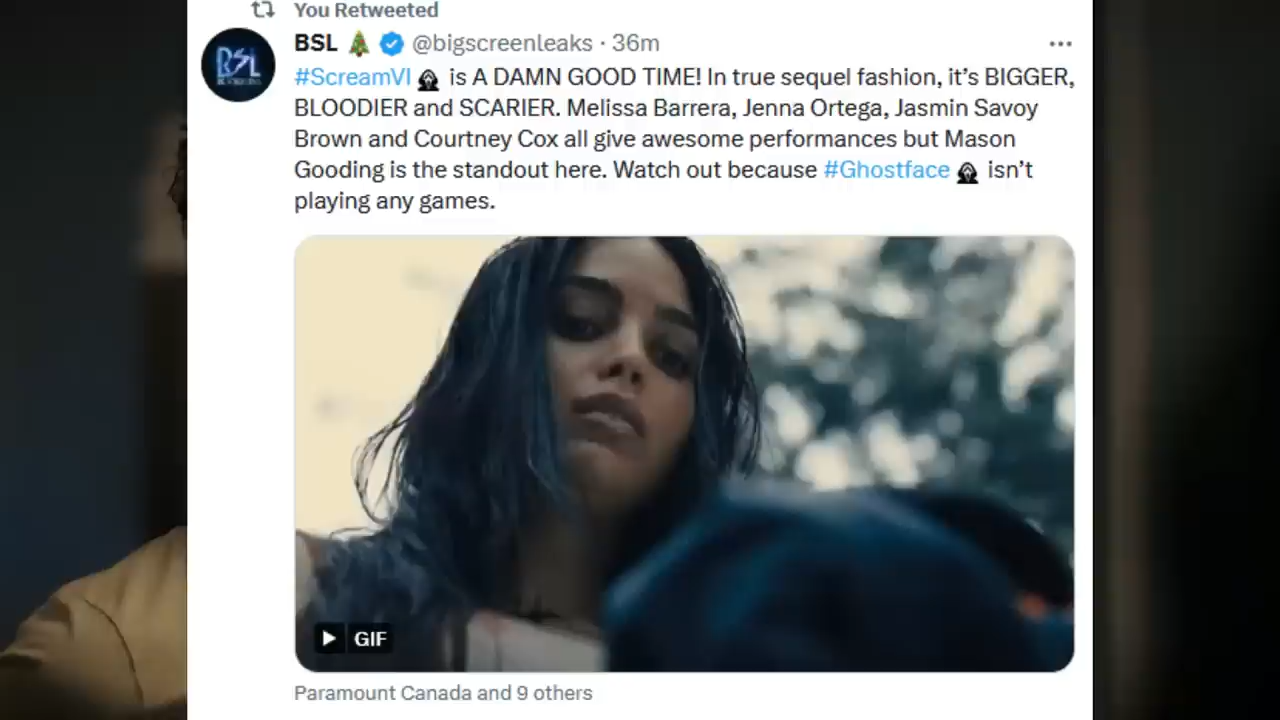 You Retweeted
BSL 🎄 @bigscreenleaks · 36m
#ScreamVI is A DAMN GOOD TIME! In true sequel fashion, it's BIGGER,
BLOODIER and SCARIER. Melissa Barrera, Jenna Ortega, Jasmin Savoy
Brown and Courtney Cox all give awesome performances but Mason
Gooding is the standout here. Watch out because #Ghostface isn't
playing any games.
GIF
Paramount Canada and 9 others